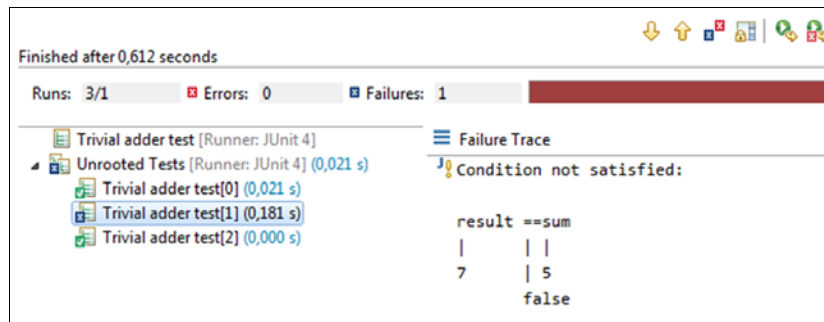 Finished after 0,612 seconds
Runs: 3/1 Errors: 0 Failures: 1
Trivial adder test [Runner: JUnit 4]
Unrooted Tests [Runner: JUnit 4] (0,021 s)
Trivial adder test[0] (0,021 s)
Trivial adder test[1] (0,181 s)
Trivial adder test[2] (0,000 s)
Failure Trace
Condition not satisfied:
result ==sum
| | |
7 | 5
false